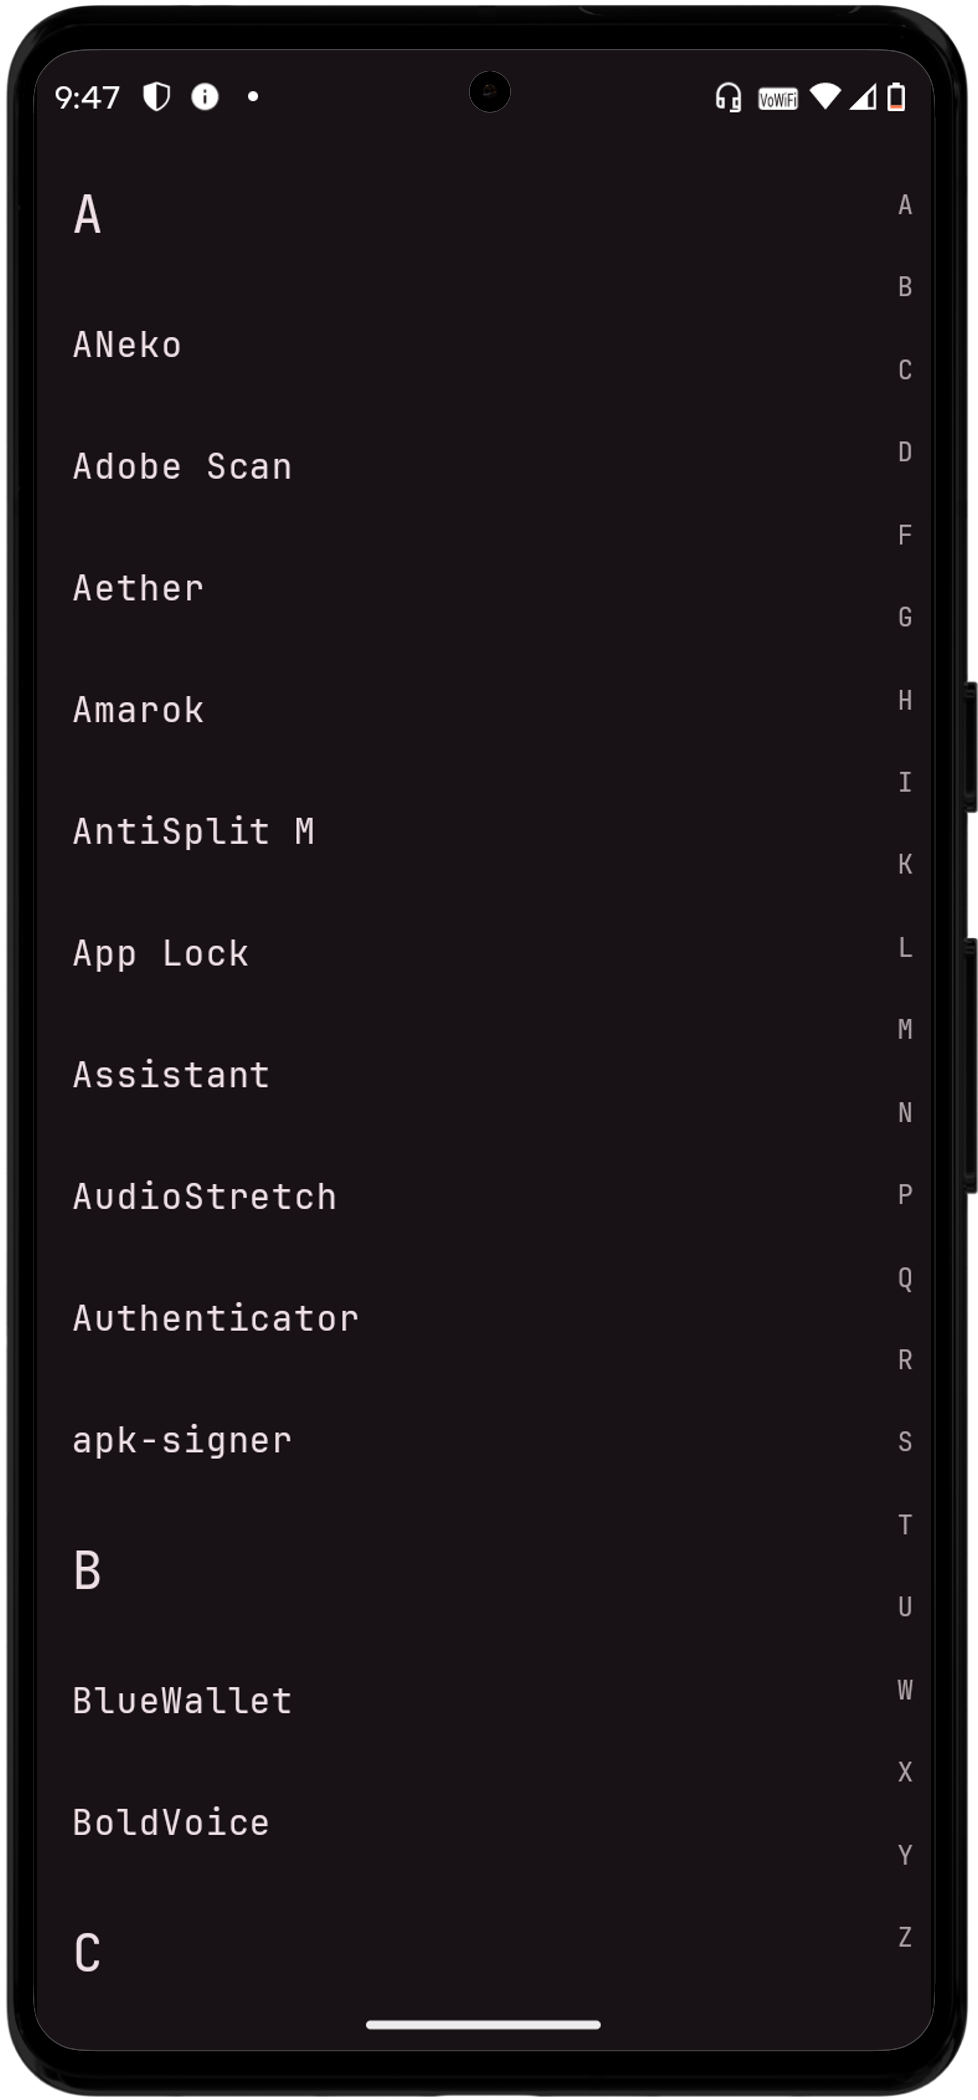 9:47 VoWiFi
A
ANeko
Adobe Scan
Aether
Amarok
AntiSplit M
App Lock
Assistant
AudioStretch
Authenticator
apk-signer
B
BlueWallet
BoldVoice
C
A
B
C
D
F
G
H
I
K
L
M
N
P
Q
R
S
T
U
W
X
Y
Z